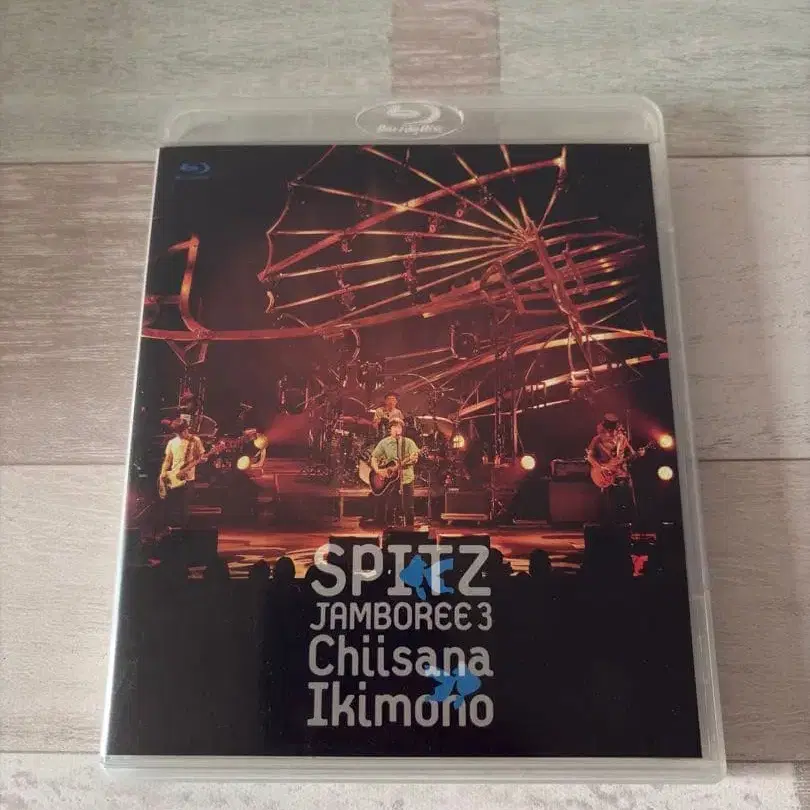 Blu-ray Disc
SPITZ
JAMBOREE 3
Chiisana
Ikimono